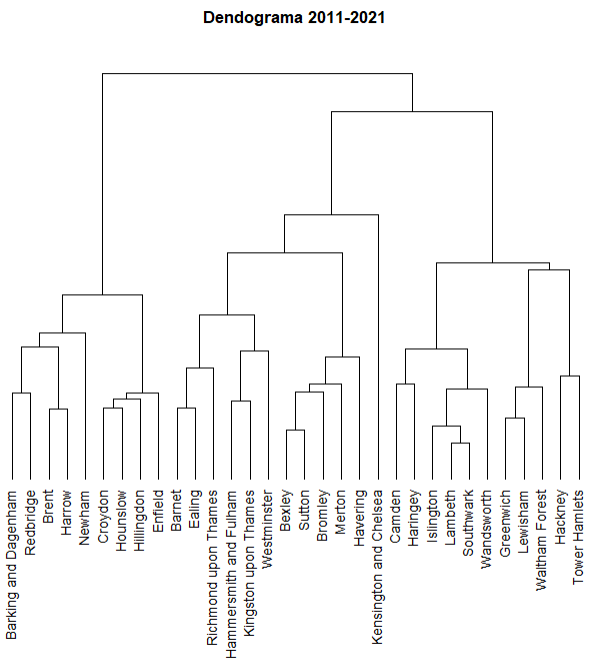 Dendograma 2011-2021
Barking and Dagenham
Redbridge
Brent
Harrow
Newham
Croydon
Hounslow
Hillingdon
Enfield
Barnet
Ealing
Richmond upon Thames
Hammersmith and Fulham
Kingston upon Thames
Westminster
Bexley
Sutton
Bromley
Merton
Havering
Kensington and Chelsea
Camden
Haringey
Islington
Lambeth
Southwark
Wandsworth
Greenwich
Lewisham
Waltham Forest
Hackney
Tower Hamlets